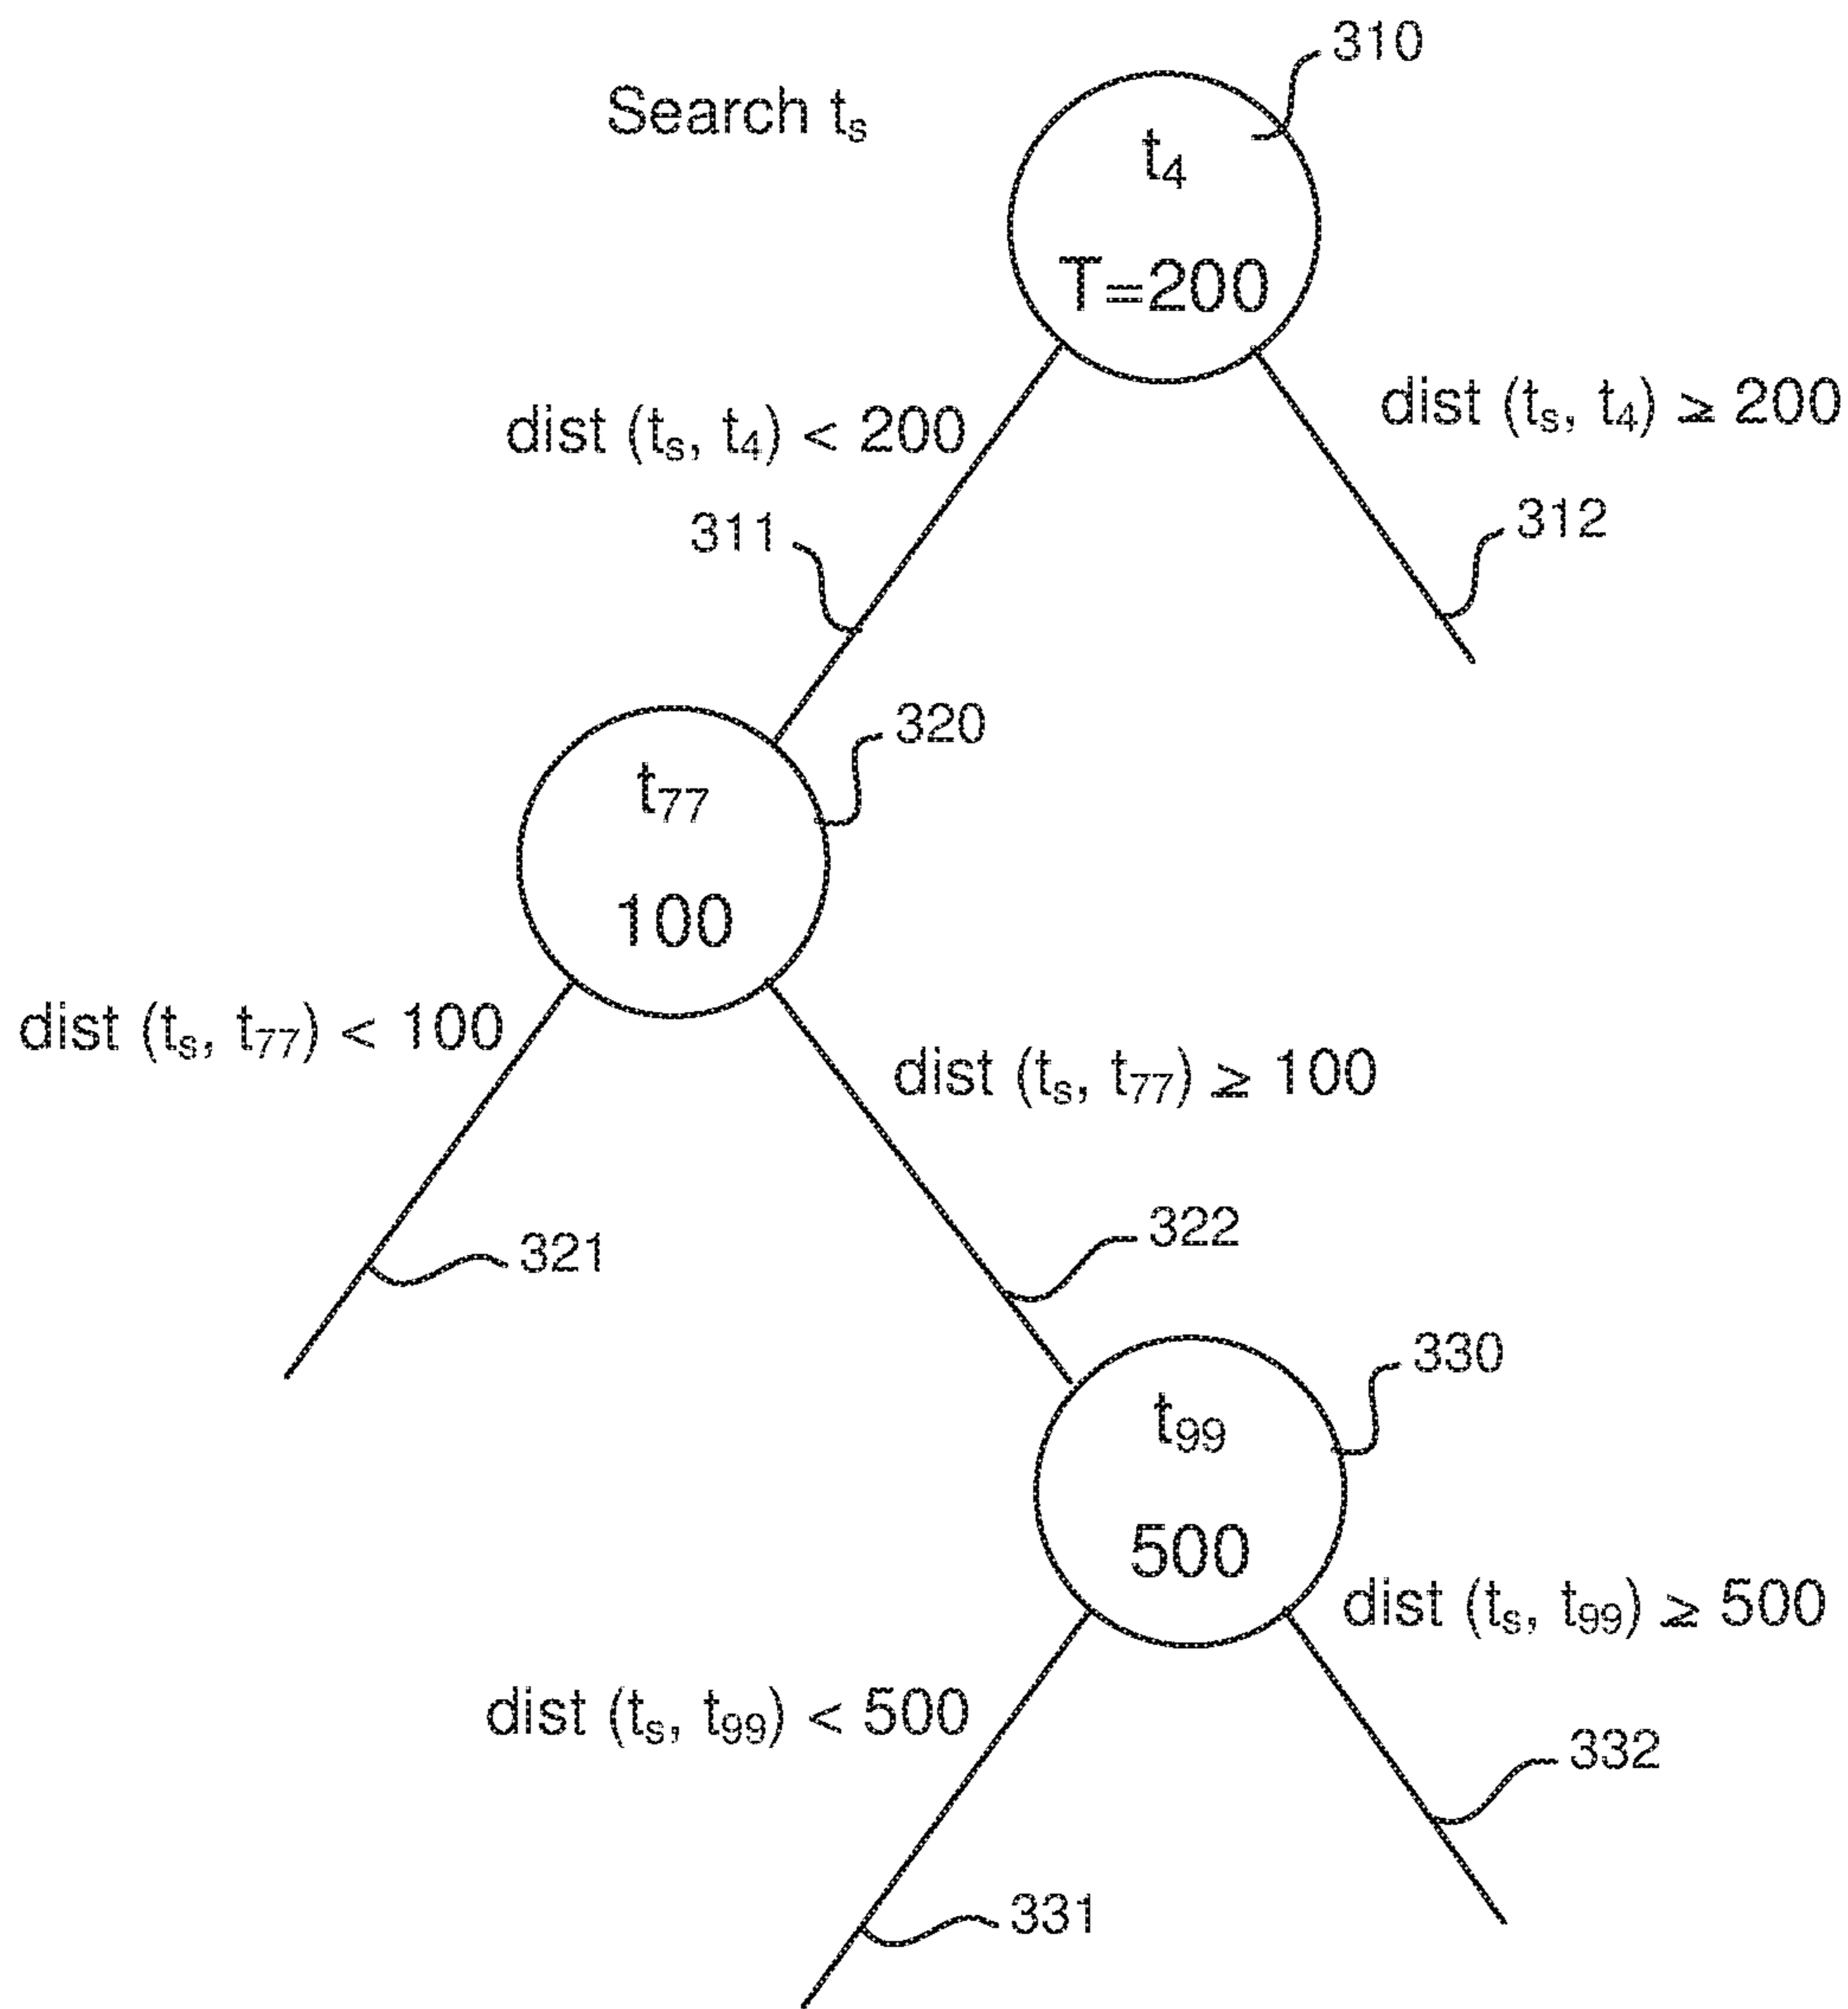 310
Search ts
t4
T=200
dist (ts, t4) < 200
dist (ts, t4) ≥ 200
311
312
320
t77
100
dist (ts, t77) < 100
dist (ts, t77) ≥ 100
321
322
330
t99
500
dist (ts, t99) < 500
dist (ts, t99) ≥ 500
331
332